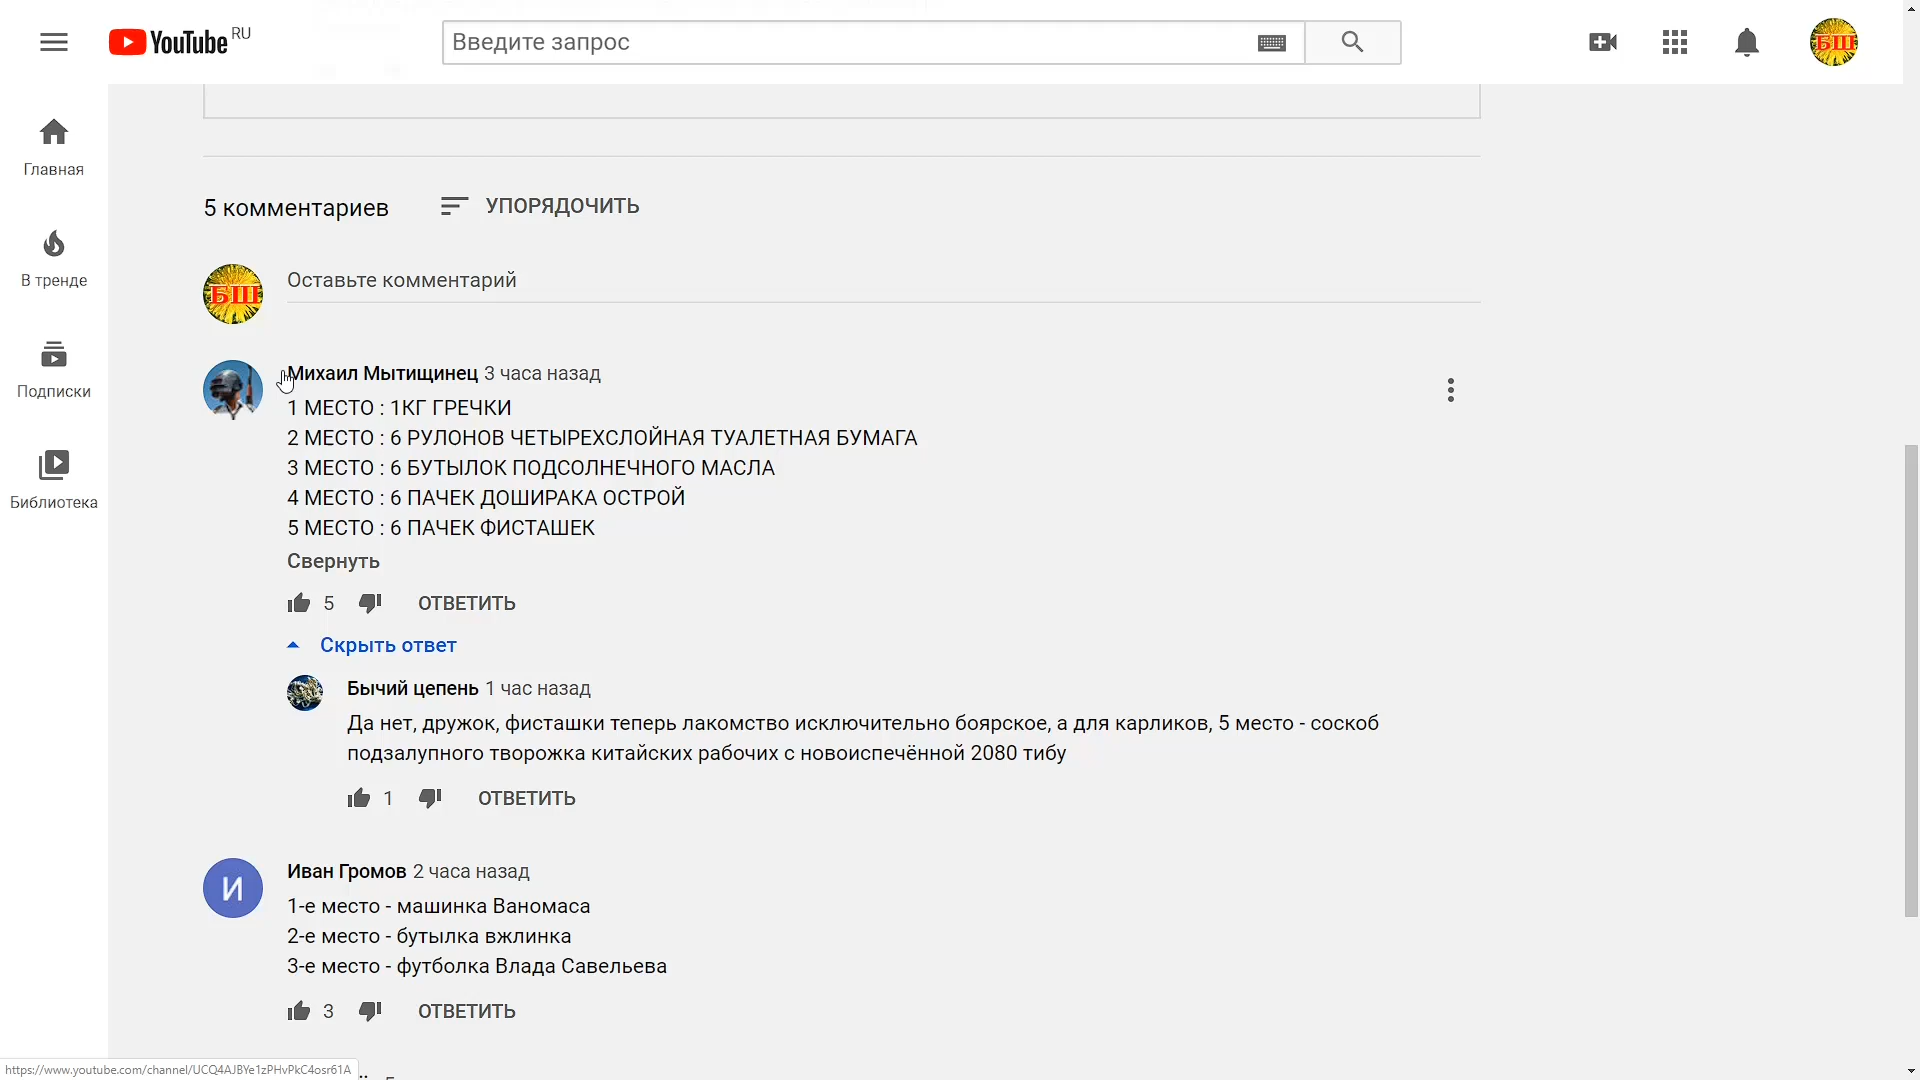 YouTube RU
Введите запрос
БШ
Главная
В тренде
Подписки
Библиотека
5 комментариев
УПОРЯДОЧИТЬ
БШ
Оставьте комментарий
Михаил Мытищинец 3 часа назад
1 МЕСТО : 1КГ ГРЕЧКИ
2 МЕСТО : 6 РУЛОНОВ ЧЕТЫРЕХСЛОЙНАЯ ТУАЛЕТНАЯ БУМАГА
3 МЕСТО : 6 БУТЫЛОК ПОДСОЛНЕЧНОГО МАСЛА
4 МЕСТО : 6 ПАЧЕК ДОШИРАКА ОСТРОЙ
5 МЕСТО : 6 ПАЧЕК ФИСТАШЕК
Свернуть
5 ОТВЕТИТЬ
Скрыть ответ
Бычий цепень 1 час назад
Да нет, дружок, фисташки теперь лакомство исключительно боярское, а для карликов, 5 место - соскоб
подзалупного творожка китайских рабочих с новоиспечённой 2080 тибу
1 ОТВЕТИТЬ
И
Иван Громов 2 часа назад
1-е место - машинка Ваномаса
2-е место - бутылка вжлинка
3-е место - футболка Влада Савельева
3 ОТВЕТИТЬ
https://www.youtube.com/channel/UCQ4AJBYe1zPHvPkC4osr61A